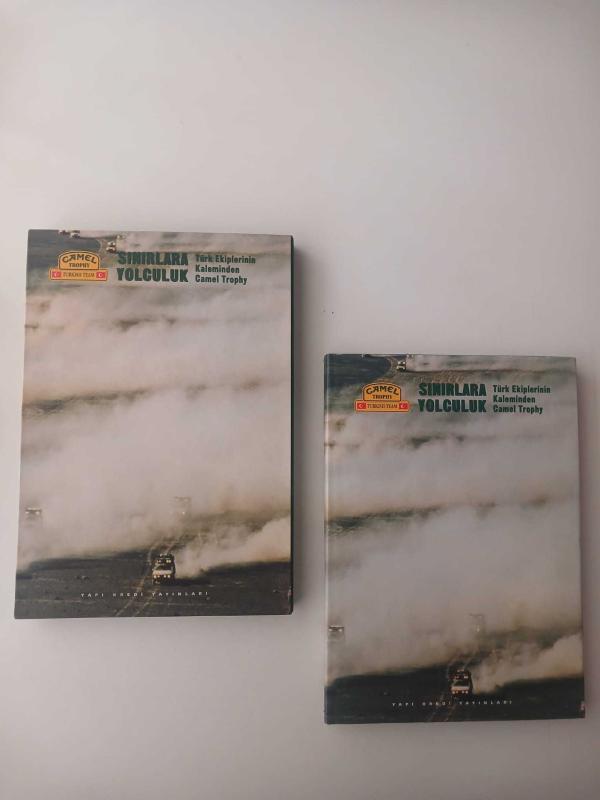 CAMEL
TROPHY
TURKISH TEAM
SINIRLARA
YOLCULUK
Türk Ekiplerinin
Kaleminden
Camel Trophy
YAPI KREDİ YAYINLARI
CAMEL
TROPHY
TURKISH TEAM
SINIRLARA
YOLCULUK
Türk Ekiplerinin
Kaleminden
Camel Trophy
YAPI KREDİ YAYINLARI